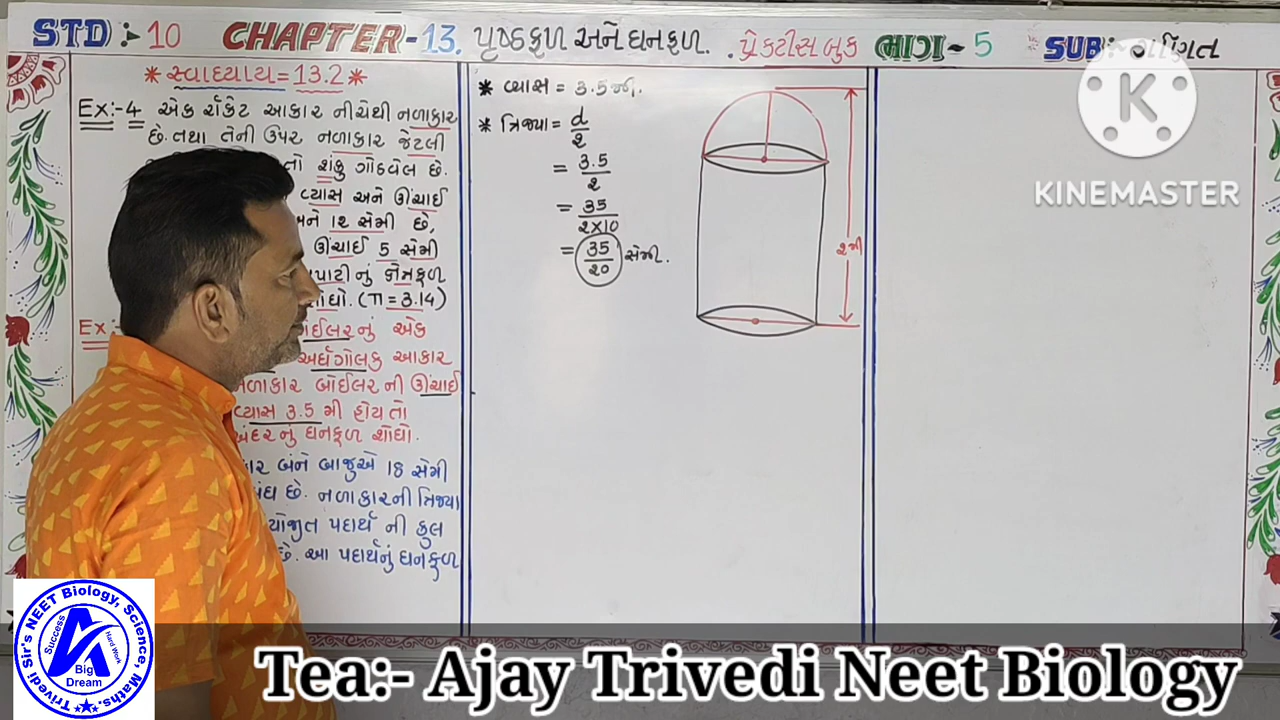 STD :- 10 CHAPTER-13. પૃષ્ઠફળ અને ઘનફળ. પ્રેક્ટીસ બુક ભાગ- 5 SUB:-
KINEMASTER
* સ્વાધ્યાય = 13.2 *
Ex:-4 એક રૉકેટ આકાર નીચેથી નળાકાર
છે. તથા તેની ઉપર નળાકાર જેટલી
શંકુ ગોઠવેલ છે.
વ્યાસ અને ઊંચાઈ
અને 12 સેમી છે,
ઊંચાઈ 5 સેમી
નું
(π = 3.14)
Ex:-
એક
અર્ધગોલક આકાર
બોઈલર ની ઊંચાઈ
વ્યાસ 3.5 મી હોય તો
ઘનફળ શોધો.
બંને બાજુએ 18 સેમી
છે. નળાકારની ત્રિજ્યા
પદાર્થ ની કુલ
છે. આ પદાર્થનું ઘનફળ
* વ્યાસ = 3.5 મી.
* ત્રિજ્યા = d/2
= 3.5/2
= 35/2×10
= 35/20 સેમી.
2 મી
Trivedi Sir's NEET Biology, Science, Maths.
Success
Hard Work
Big
Dream
Tea:- Ajay Trivedi Neet Biology